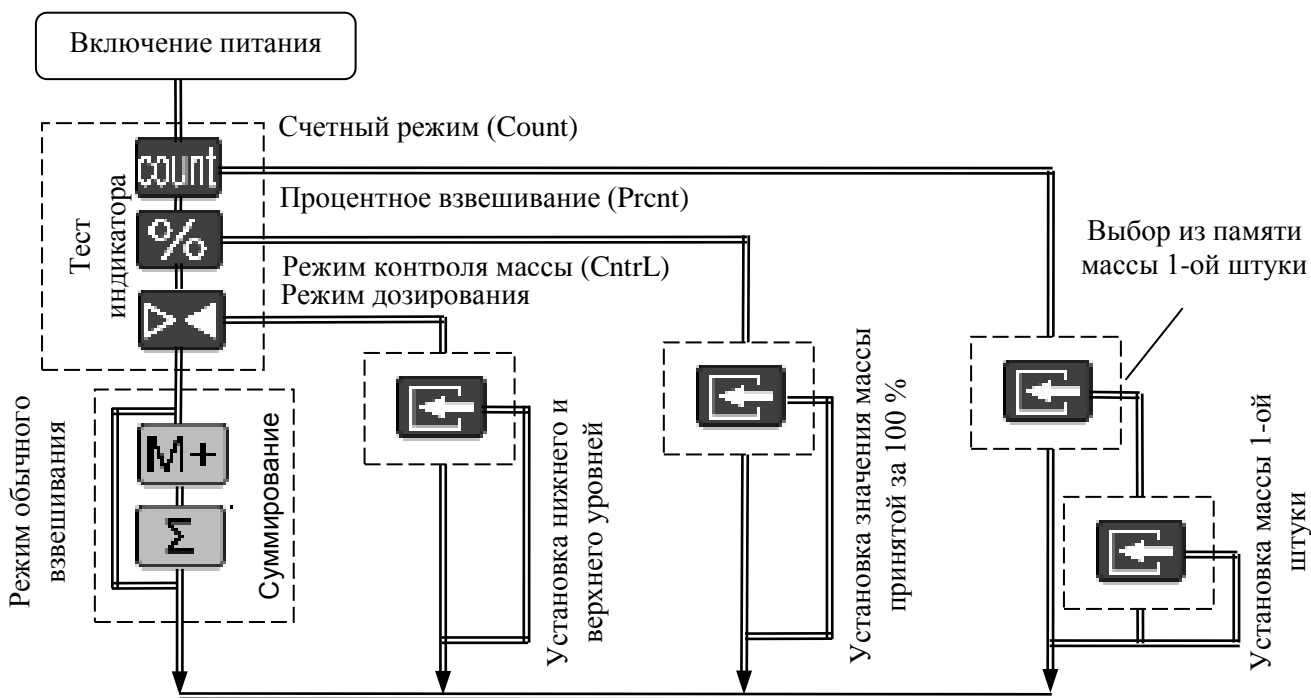 Включение питания
Счетный режим (Count)
count
Процентное взвешивание (Prcnt)
%
Тест
индикатора
Режим контроля массы (CntrL)
Режим дозирования
Выбор из памяти
массы 1-ой штуки
Режим обычного
взвешивания
M+
Σ
Суммирование
Установка нижнего и
верхнего уровней
Установка значения массы
принятой за 100 %
Установка массы 1-ой
штуки